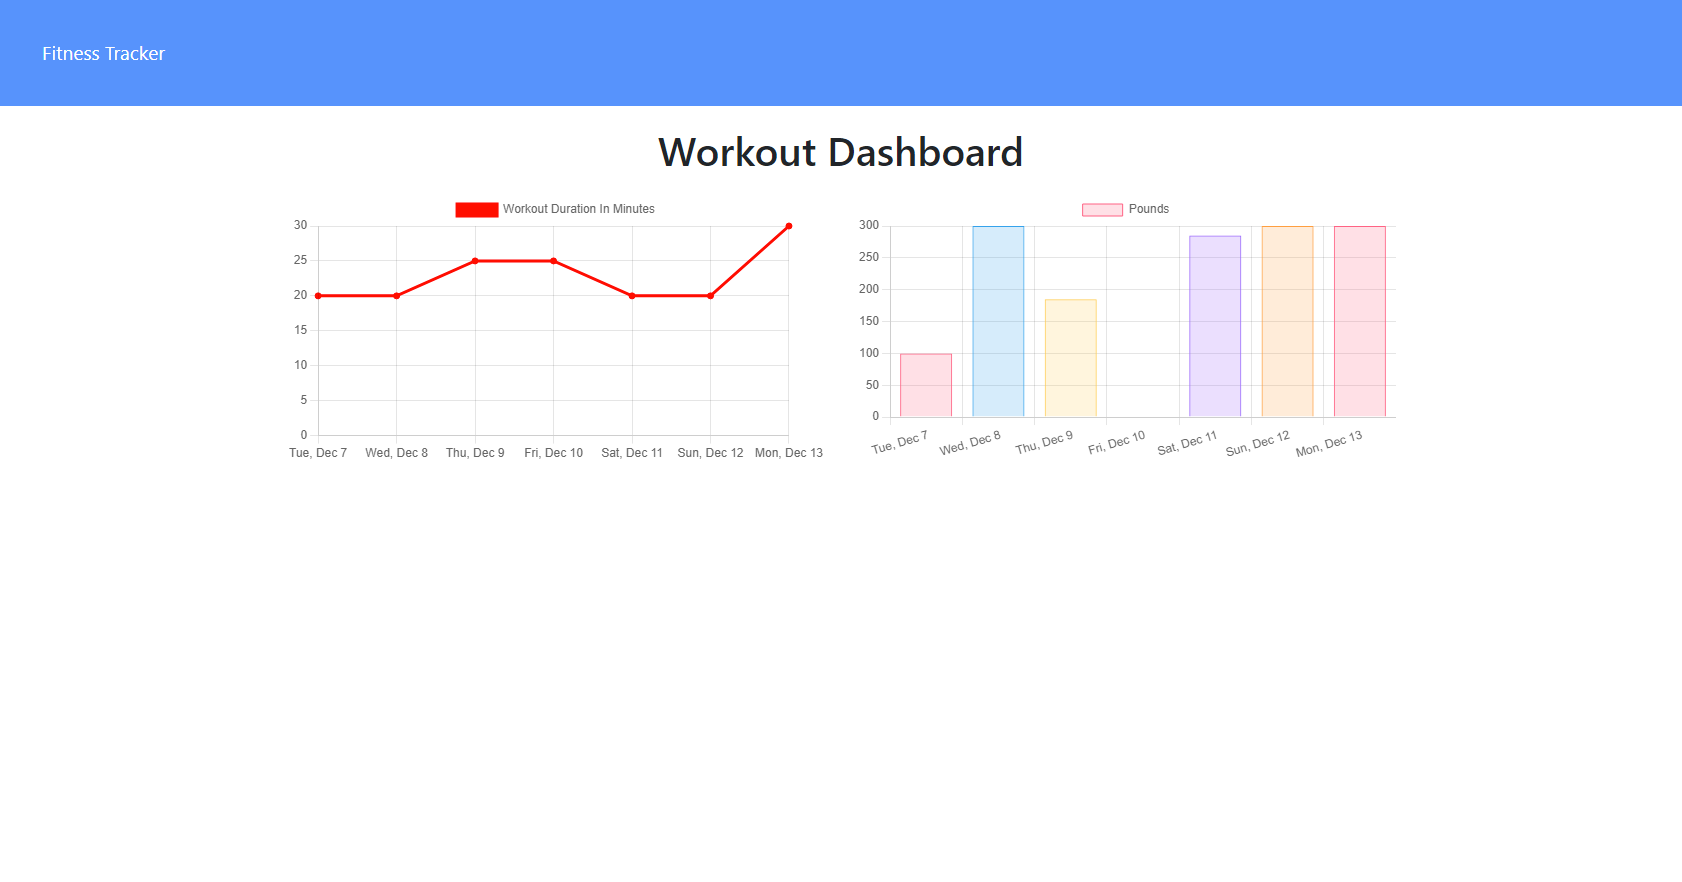 Fitness Tracker
Workout Dashboard
Workout Duration In Minutes
30
25
20
15
10
5
0
Tue, Dec 7 Wed, Dec 8 Thu, Dec 9 Fri, Dec 10 Sat, Dec 11 Sun, Dec 12 Mon, Dec 13
Pounds
300
250
200
150
100
50
0
Tue, Dec 7 Wed, Dec 8 Thu, Dec 9 Fri, Dec 10 Sat, Dec 11 Sun, Dec 12 Mon, Dec 13